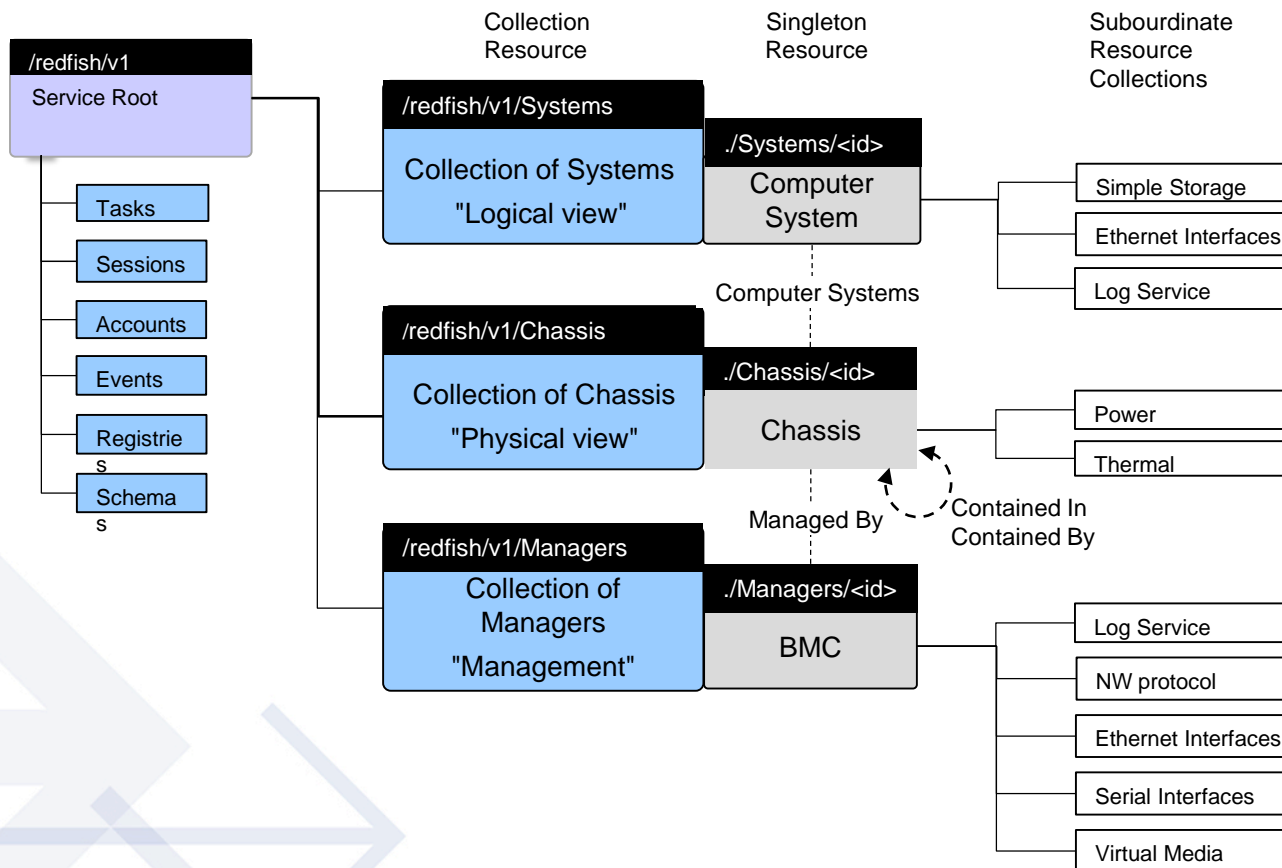 Collection
Resource
Singleton
Resource
Subourdinate
Resource
Collections
/redfish/v1
Service Root
Tasks
Sessions
Accounts
Events
Registrie
s
Schema
s
/redfish/v1/Systems
Collection of Systems
"Logical view"
./Systems/<id>
Computer
System
Simple Storage
Ethernet Interfaces
Log Service
Computer Systems
/redfish/v1/Chassis
Collection of Chassis
"Physical view"
./Chassis/<id>
Chassis
Power
Thermal
Contained In
Contained By
Managed By
/redfish/v1/Managers
Collection of
Managers
"Management"
./Managers/<id>
BMC
Log Service
NW protocol
Ethernet Interfaces
Serial Interfaces
Virtual Media